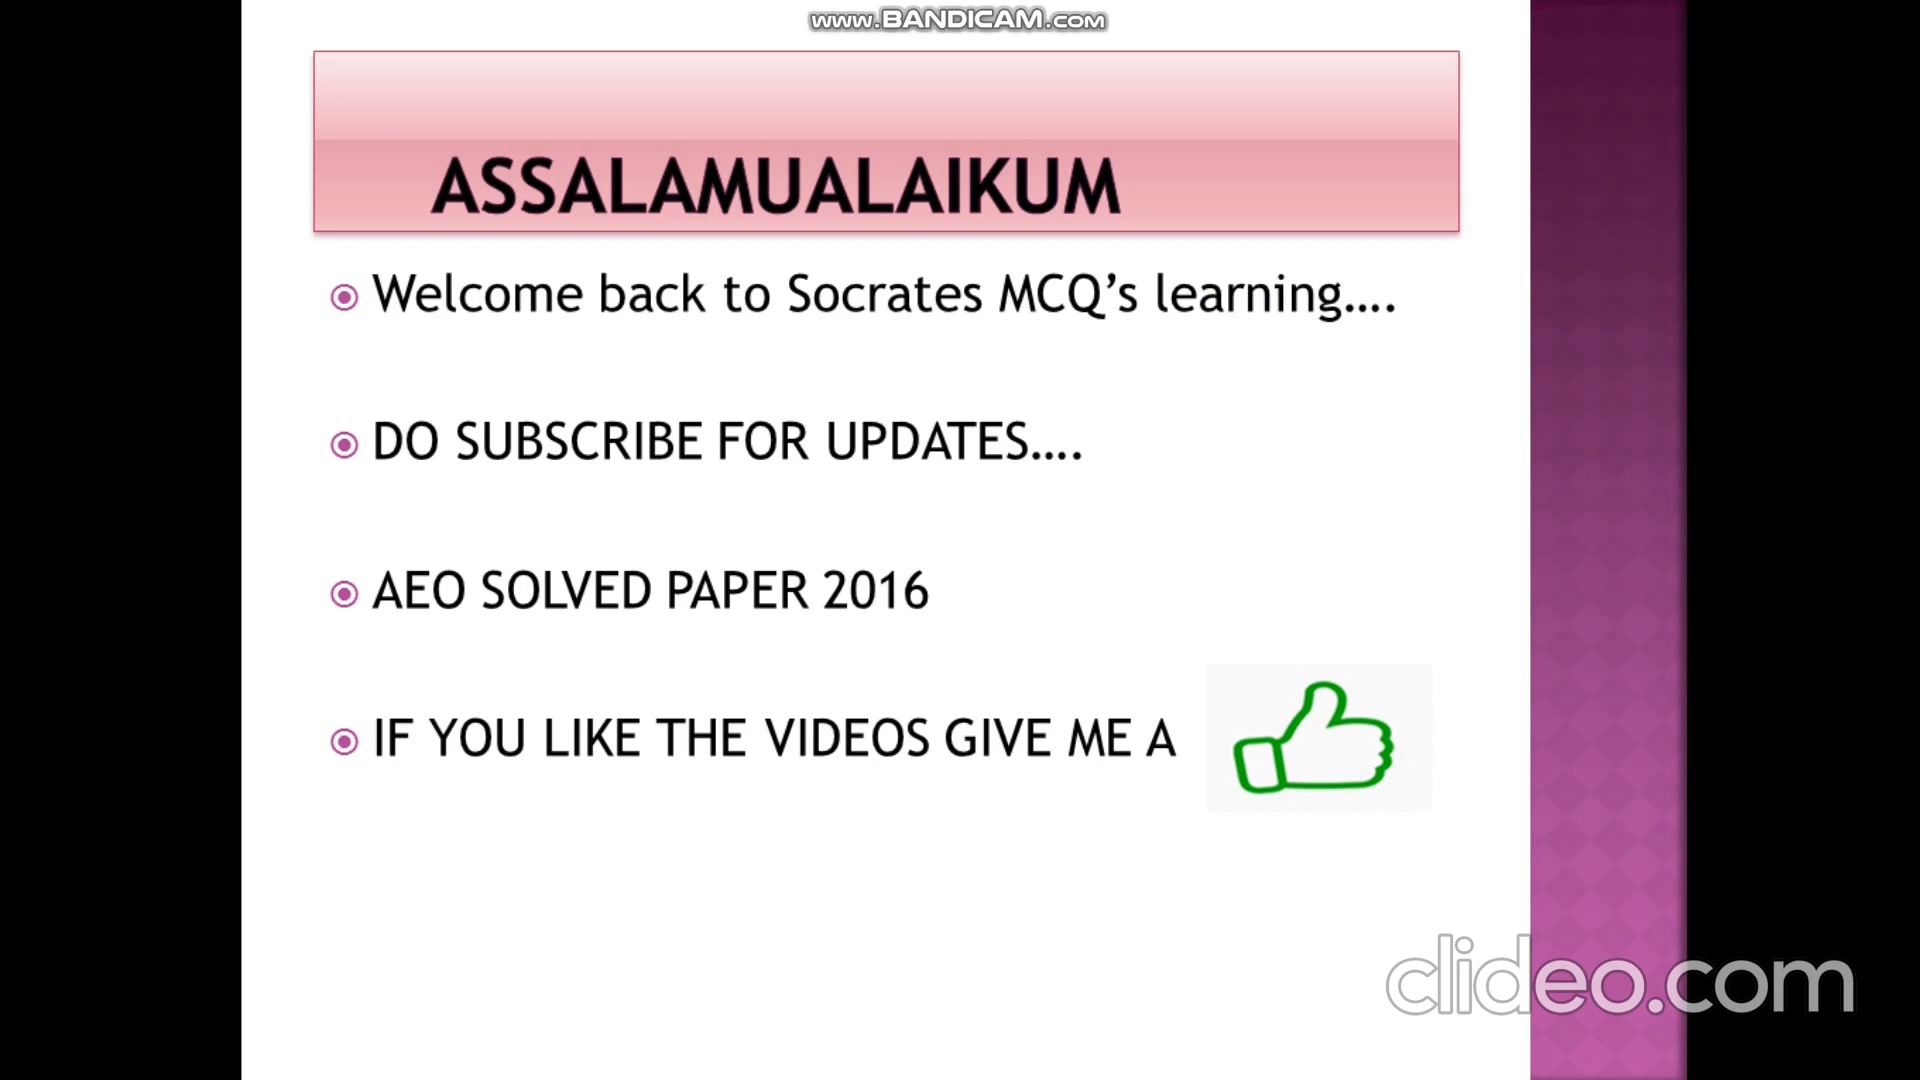 www.BANDICAM.com
ASSALAMUALAIKUM
Welcome back to Socrates MCQ’s learning....
DO SUBSCRIBE FOR UPDATES....
AEO SOLVED PAPER 2016
IF YOU LIKE THE VIDEOS GIVE ME A
clideo.com